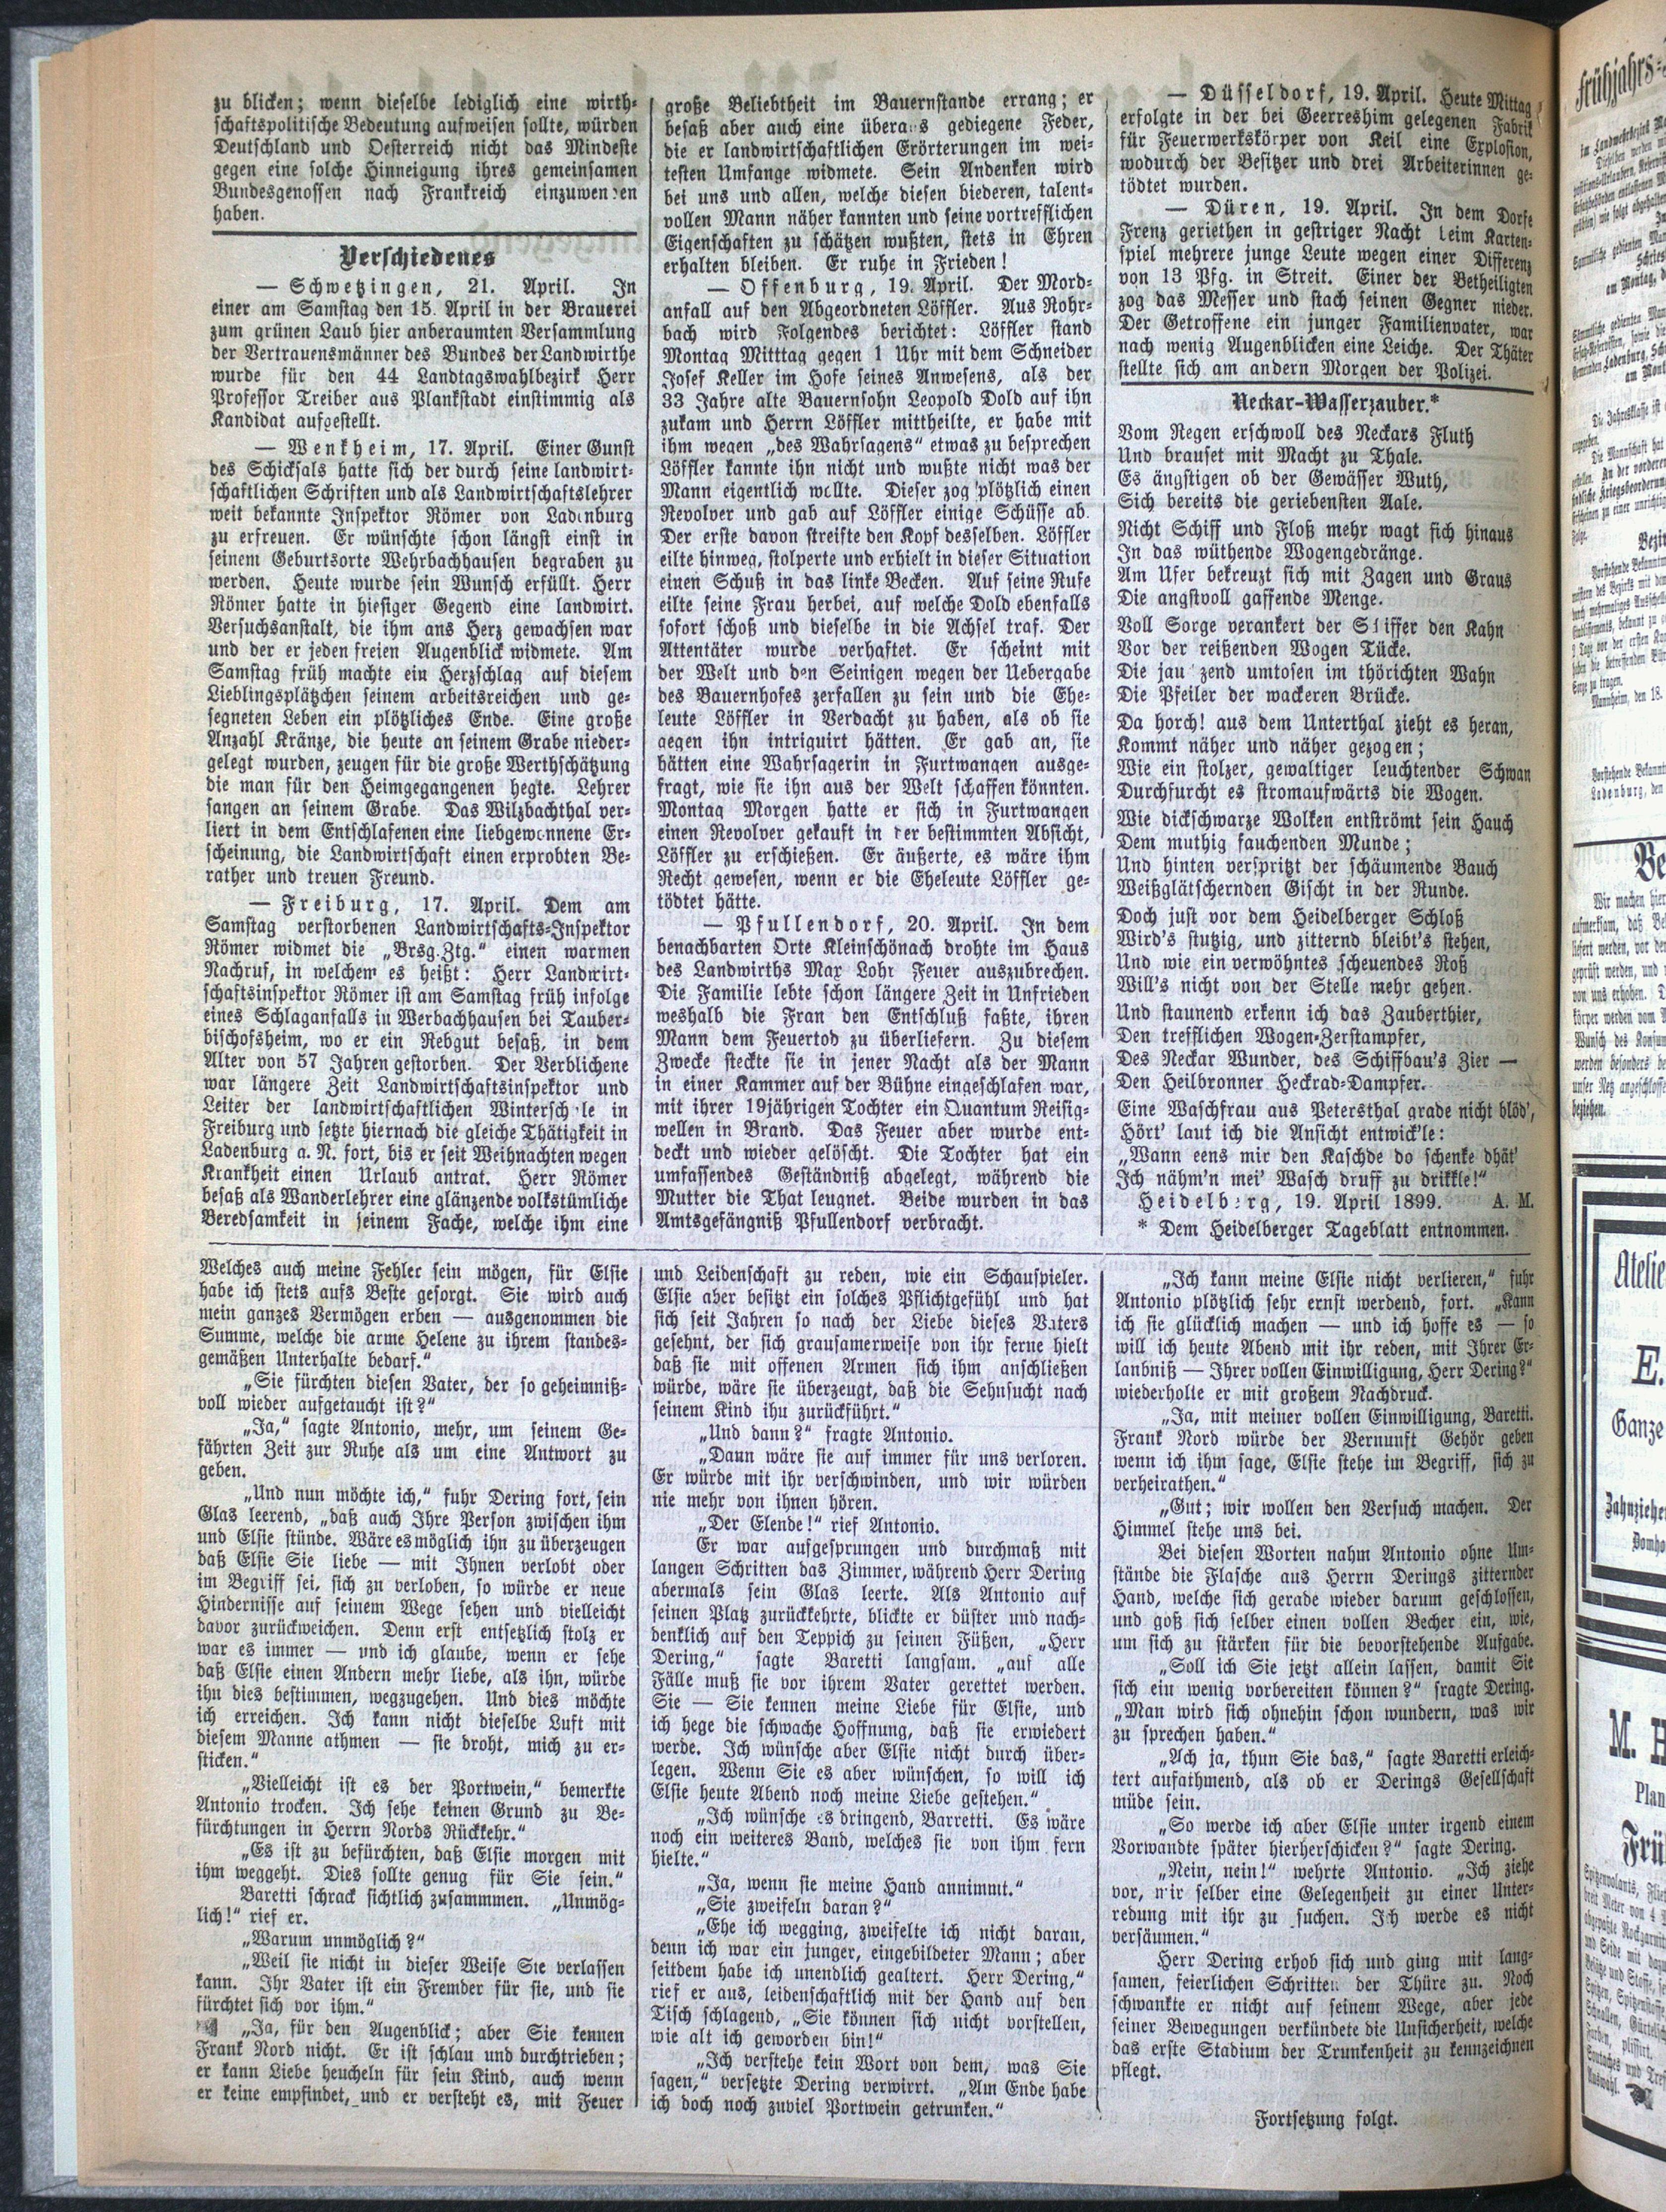 zu blicken; wenn dieselbe lediglich eine wirth-
schaftspolitische Bedeutung aufweisen sollte, würden
Deutschland und Oesterreich nicht das Mindeste
gegen eine solche Hinneigung ihres gemeinsamen
Bundesgenossen nach Frankreich einzuwenden
haben.
Verschiedenes
— Schwetzingen, 21. April. In
einer am Samstag den 15. April in der Brauerei
zum grünen Laub hier anberaumten Versammlung
der Vertrauensmänner des Bundes der Landwirthe
wurde für den 44 Landtagswahlbezirk Herr
Professor Treiber aus Plankstadt einstimmig als
Kandidat aufgestellt.
— Wenkheim, 17. April. Einer Gunst
des Schicksals hatte sich der durch seine landwirt-
schaftlichen Schriften und als Landwirtschaftslehrer
weit bekannte Inspektor Römer von Ladenburg
zu erfreuen. Er wünschte schon längst einst in
seinem Geburtsorte Wehrbachhausen begraben zu
werden. Heute wurde sein Wunsch erfüllt. Herr
Römer hatte in hiesiger Gegend eine landwirt.
Versuchsanstalt, die ihm ans Herz gewachsen war
und der er jeden freien Augenblick widmete. Am
Samstag früh machte ein Herzschlag auf diesem
Lieblingsplätzchen seinem arbeitsreichen und ge-
segneten Leben ein plötzliches Ende. Eine große
Anzahl Kränze, die heute an seinem Grabe nieder-
gelegt wurden, zeugen für die große Werthschätzung
die man für den Heimgegangenen hegte. Lehrer
sangen an seinem Grabe. Das Wilzbachthal ver-
liert in dem Entschlafenen eine liebgewonnene Er-
scheinung, die Landwirtschaft einen erprobten Be-
rather und treuen Freund.
— Freiburg, 17. April. Dem am
Samstag verstorbenen Landwirtschafts-Inspektor
Römer widmet die „Brsg. Ztg.“ einen warmen
Nachruf, in welchem es heißt: Herr Landwirt-
schaftsinspektor Römer ist am Samstag früh infolge
eines Schlaganfalls in Werbachhausen bei Tauber-
bischofsheim, wo er ein Rebgut besaß, in dem
Alter von 57 Jahren gestorben. Der Verblichene
war längere Zeit Landwirtschaftsinspektor und
Leiter der landwirtschaftlichen Winterschule in
Freiburg und setzte hiernach die gleiche Thätigkeit in
Ladenburg a. N. fort, bis er seit Weihnachten wegen
Krankheit einen Urlaub antrat. Herr Römer
besaß als Wanderlehrer eine glänzende volkstümliche
Beredsamkeit in seinem Fache, welche ihm eine
große Beliebtheit im Bauernstande errang; er
besaß aber auch eine überaus gediegene Feder,
die er landwirtschaftlichen Erörterungen im wei-
testen Umfange widmete. Sein Andenken wird
bei uns und allen, welche diesen biederen, talent-
vollen Mann näher kannten und seine vortrefflichen
Eigenschaften zu schätzen wußten, stets in Ehren
erhalten bleiben. Er ruhe in Frieden!
— Offenburg, 19. April. Der Mord-
anfall auf den Abgeordneten Löffler. Aus Rohr-
bach wird Folgendes berichtet: Löffler stand
Montag Mitttag gegen 1 Uhr mit dem Schneider
Josef Keller im Hofe seines Anwesens, als der
33 Jahre alte Bauernsohn Leopold Dold auf ihn
zukam und Herrn Löffler mittheilte, er habe mit
ihm wegen „des Wahrsagens“ etwas zu besprechen
Löffler kannte ihn nicht und wußte nicht was der
Mann eigentlich wollte. Dieser zog plötzlich einen
Revolver und gab auf Löffler einige Schüsse ab.
Der erste davon streifte den Kopf desselben. Löffler
eilte hinweg, stolperte und erhielt in dieser Situation
einen Schuß in das linke Becken. Auf seine Rufe
eilte seine Frau herbei, auf welche Dold ebenfalls
sofort schoß und dieselbe in die Achsel traf. Der
Attentäter wurde verhaftet. Er scheint mit
der Welt und den Seinigen wegen der Uebergabe
des Bauernhofes zerfallen zu sein und die Ehe-
leute Löffler in Verdacht zu haben, als ob sie
gegen ihn intriguirt hätten. Er gab an, sie
hätten eine Wahrsagerin in Furtwangen ausge-
fragt, wie sie ihn aus der Welt schaffen könnten.
Montag Morgen hatte er sich in Furtwangen
einen Revolver gekauft in der bestimmten Absicht,
Löffler zu erschießen. Er äußerte, es wäre ihm
Recht gewesen, wenn er die Eheleute Löffler ge-
tödtet hätte.
— Pfullendorf, 20. April. In dem
benachbarten Orte Kleinschönach drohte im Haus
des Landwirths Max Lohr Feuer auszubrechen.
Die Familie lebte schon längere Zeit in Unfrieden
weshalb die Fran den Entschluß faßte, ihren
Mann dem Feuertod zu überliefern. Zu diesem
Zwecke steckte sie in jener Nacht als der Mann
in einer Kammer auf der Bühne eingeschlafen war,
mit ihrer 19jährigen Tochter ein Quantum Reisig-
wellen in Brand. Das Feuer aber wurde ent-
deckt und wieder gelöscht. Die Tochter hat ein
umfassendes Geständniß abgelegt, während die
Mutter die That leugnet. Beide wurden in das
Amtsgefängniß Pfullendorf verbracht.
— Düsseldorf, 19. April. Heute Mittag
erfolgte in der bei Geerreshim gelegenen Fabrik
für Feuerwerkskörper von Keil eine Explosion,
wodurch der Besitzer und drei Arbeiterinnen ge-
tödtet wurden.
— Düren, 19. April. In dem Dorfe
Frenz geriethen in gestriger Nacht beim Karten-
spiel mehrere junge Leute wegen einer Differenz
von 13 Pfg. in Streit. Einer der Betheiligten
zog das Messer und stach seinen Gegner nieder.
Der Getroffene ein junger Familienvater, war
nach wenig Augenblicken eine Leiche. Der Thäter
stellte sich am andern Morgen der Polizei.
Neckar-Wasserzauber.*
Vom Regen erschwoll des Neckars Fluth
Und brauset mit Macht zu Thale.
Es ängstigen ob der Gewässer Wuth,
Sich bereits die geriebensten Aale.
Nicht Schiff und Floß mehr wagt sich hinaus
In das wüthende Wogengedränge.
Am Ufer bekreuzt sich mit Zagen und Graus
Die angstvoll gaffende Menge.
Voll Sorge verankert der Schiffer den Kahn
Vor der reißenden Wogen Tücke.
Die jauchzend umtosen im thörichten Wahn
Die Pfeiler der wackeren Brücke.
Da horch! aus dem Unterthal zieht es heran,
Kommt näher und näher gezogen;
Wie ein stolzer, gewaltiger leuchtender Schwan
Durchfurcht es stromaufwärts die Wogen.
Wie dickschwarze Wolken entströmt sein Hauch
Dem muthig fauchenden Munde;
Und hinten verspritzt der schäumende Bauch
Weißglätschernden Gischt in der Runde.
Doch just vor dem Heidelberger Schloß
Wird's stutzig, und zitternd bleibt's stehen,
Und wie ein verwöhntes scheuendes Roß
Will's nicht von der Stelle mehr gehen.
Und staunend erkenn ich das Zauberthier,
Den trefflichen Wogen-Zerstampfer,
Des Neckar Wunder, des Schiffbau's Zier —
Den Heilbronner Heckrad-Dampfer.
Eine Waschfrau aus Petersthal grade nicht blöd',
Hört' laut ich die Ansicht entwick'le:
„Wann eens mir den Kaschde do schenke dhät'
Ich nähm'n mei' Wasch druff zu drikkle!“
Heidelberg, 19. April 1899. A. M.
* Dem Heidelberger Tageblatt entnommen.
Welches auch meine Fehler sein mögen, für Elsie
habe ich stets aufs Beste gesorgt. Sie wird auch
mein ganzes Vermögen erben — ausgenommen die
Summe, welche die arme Helene zu ihrem standes-
gemäßen Unterhalte bedarf.“
„Sie fürchten diesen Vater, der so geheimniß-
voll wieder aufgetaucht ist?“
„Ja,“ sagte Antonio, mehr, um seinem Ge-
fährten Zeit zur Ruhe als um eine Antwort zu
geben.
„Und nun möchte ich,“ fuhr Dering fort, sein
Glas leerend, „daß auch Ihre Person zwischen ihm
und Elsie stünde. Wäre es möglich ihn zu überzeugen
daß Elsie Sie liebe — mit Ihnen verlobt oder
im Begriff sei, sich zu verloben, so würde er neue
Hindernisse auf seinem Wege sehen und vielleicht
davor zurückweichen. Denn erst entsetzlich stolz er
war es immer — und ich glaube, wenn er sehe
daß Elsie einen Andern mehr liebe, als ihn, würde
ihn dies bestimmen, wegzugehen. Und dies möchte
ich erreichen. Ich kann nicht dieselbe Luft mit
diesem Manne athmen — sie droht, mich zu er-
sticken.“
„Vielleicht ist es der Portwein,“ bemerkte
Antonio trocken. Ich sehe keinen Grund zu Be-
fürchtungen in Herrn Nords Rückkehr.“
„Es ist zu befürchten, daß Elsie morgen mit
ihm weggeht. Dies sollte genug für Sie sein.“
Baretti schrack sichtlich zusammmen. „Unmög-
lich!“ rief er.
„Warum unmöglich?“
„Weil sie nicht in dieser Weise Sie verlassen
kann. Ihr Vater ist ein Fremder für sie, und sie
fürchtet sich vor ihm.“
„Ja, für den Augenblick; aber Sie kennen
Frank Nord nicht. Er ist schlau und durchtrieben;
er kann Liebe heucheln für sein Kind, auch wenn
er keine empfindet, und er versteht es, mit Feuer
und Leidenschaft zu reden, wie ein Schauspieler.
Elsie aber besitzt ein solches Pflichtgefühl und hat
sich seit Jahren so nach der Liebe dieses Vaters
gesehnt, der sich grausamerweise von ihr ferne hielt
daß sie mit offenen Armen sich ihm anschließen
würde, wäre sie überzeugt, daß die Sehnsucht nach
seinem Kind ihn zurückführt.“
„Und dann?“ fragte Antonio.
„Dann wäre sie auf immer für uns verloren.
Er würde mit ihr verschwinden, und wir würden
nie mehr von ihnen hören.
„Der Elende!“ rief Antonio.
Er war aufgesprungen und durchmaß mit
langen Schritten das Zimmer, während Herr Dering
abermals sein Glas leerte. Als Antonio auf
seinen Platz zurückkehrte, blickte er düster und nach-
denklich auf den Teppich zu seinen Füßen, „Herr
Dering,“ sagte Baretti langsam. „auf alle
Fälle muß sie vor ihrem Vater gerettet werden.
Sie — Sie kennen meine Liebe für Elsie, und
ich hege die schwache Hoffnung, daß sie erwiedert
werde. Ich wünsche aber Elsie nicht durch über-
legen. Wenn Sie es aber wünschen, so will ich
Elsie heute Abend noch meine Liebe gestehen.“
„Ich wünsche es dringend, Barretti. Es wäre
noch ein weiteres Band, welches sie von ihm fern
hielte.“
„Ja, wenn sie meine Hand annimmt.“
„Sie zweifeln daran?“
„Ehe ich wegging, zweifelte ich nicht daran,
denn ich war ein junger, eingebildeter Mann; aber
seitdem habe ich unendlich gealtert. Herr Dering,“
rief er aus, leidenschaftlich mit der Hand auf den
Tisch schlagend, „Sie können sich nicht vorstellen,
wie alt ich geworden bin!“
„Ich verstehe kein Wort von dem, was Sie
sagen,“ versetzte Dering verwirrt. „Am Ende habe
ich doch noch zuviel Portwein getrunken.“
„Ich kann meine Elsie nicht verlieren,“ fuhr
Antonio plötzlich sehr ernst werdend, fort. „Kann
ich sie glücklich machen — und ich hoffe es — so
will ich heute Abend mit ihr reden, mit Ihrer Er-
laubniß — Ihrer vollen Einwilligung, Herr Dering?“
wiederholte er mit großem Nachdruck.
„Ja, mit meiner vollen Einwilligung, Baretti.
Frank Nord würde der Vernunft Gehör geben
wenn ich ihm sage, Elsie stehe im Begriff, sich zu
verheirathen.“
„Gut; wir wollen den Versuch machen. Der
Himmel stehe uns bei.
Bei diesen Worten nahm Antonio ohne Um-
stände die Flasche aus Herrn Derings zitternder
Hand, welche sich gerade wieder darum geschlossen,
und goß sich selber einen vollen Becher ein, wie,
um sich zu stärken für die bevorstehende Aufgabe.
„Soll ich Sie jetzt allein lassen, damit Sie
sich ein wenig vorbereiten können?“ fragte Dering.
„Man wird sich ohnehin schon wundern, was wir
zu sprechen haben.“
„Ach ja, thun Sie das,“ sagte Baretti erleich-
tert aufathmend, als ob er Derings Gesellschaft
müde sein.
„So werde ich aber Elsie unter irgend einem
Vorwandte später hierherschicken?“ sagte Dering.
„Nein, nein!“ wehrte Antonio. „Ich ziehe
vor, mir selber eine Gelegenheit zu einer Unter-
redung mit ihr zu suchen. Ich werde es nicht
versäumen.“
Herr Dering erhob sich und ging mit lang-
samen, feierlichen Schritten der Thüre zu. Noch
schwankte er nicht auf seinem Wege, aber jede
seiner Bewegungen verkündete die Unsicherheit, welche
das erste Stadium der Trunkenheit zu kennzeichnen
pflegt.
Fortsetzung folgt.